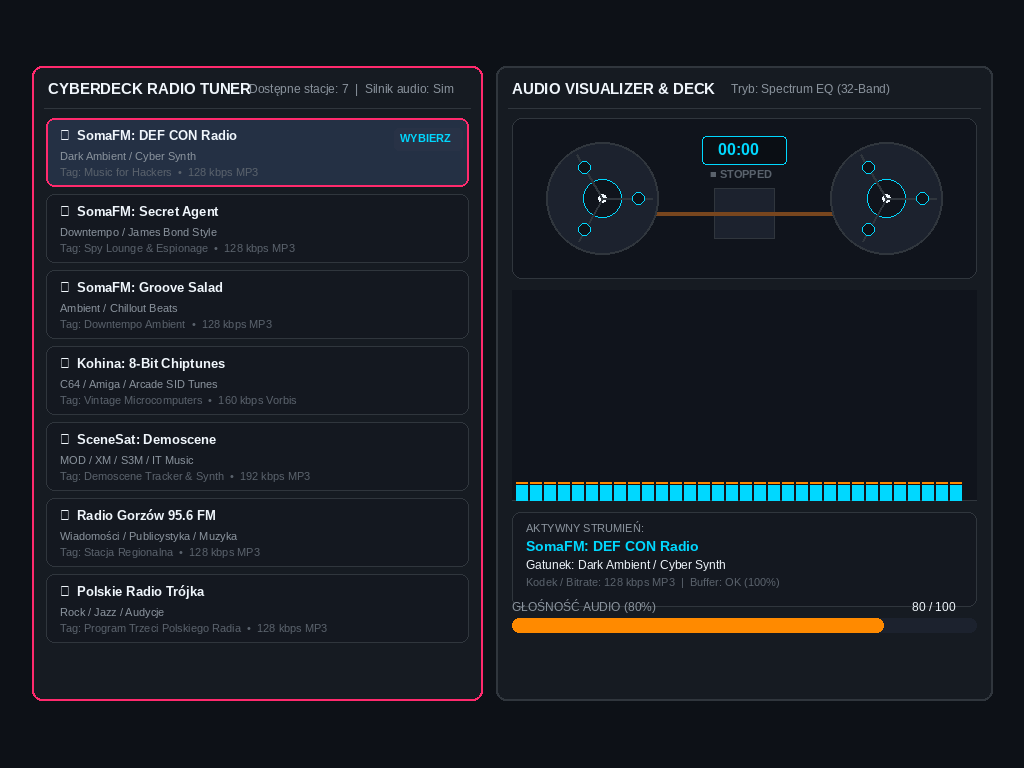 CYBERDECK RADIO TUNER Dostępne stacje: 7 | Silnik audio: Sim
SomaFM: DEF CON Radio
WYBIERZ
Dark Ambient / Cyber Synth
Tag: Music for Hackers • 128 kbps MP3
SomaFM: Secret Agent
Downtempo / James Bond Style
Tag: Spy Lounge & Espionage • 128 kbps MP3
SomaFM: Groove Salad
Ambient / Chillout Beats
Tag: Downtempo Ambient • 128 kbps MP3
Kohina: 8-Bit Chiptunes
C64 / Amiga / Arcade SID Tunes
Tag: Vintage Microcomputers • 160 kbps Vorbis
SceneSat: Demoscene
MOD / XM / S3M / IT Music
Tag: Demoscene Tracker & Synth • 192 kbps MP3
Radio Gorzów 95.6 FM
Wiadomości / Publicystyka / Muzyka
Tag: Stacja Regionalna • 128 kbps MP3
Polskie Radio Trójka
Rock / Jazz / Audycje
Tag: Program Trzeci Polskiego Radia • 128 kbps MP3
AUDIO VISUALIZER & DECK Tryb: Spectrum EQ (32-Band)
00:00
■ STOPPED
AKTYWNY STRUMIEŃ:
SomaFM: DEF CON Radio
Gatunek: Dark Ambient / Cyber Synth
Kodek / Bitrate: 128 kbps MP3 | Buffer: OK (100%)
GŁOŚNOŚĆ AUDIO (80%) 80 / 100